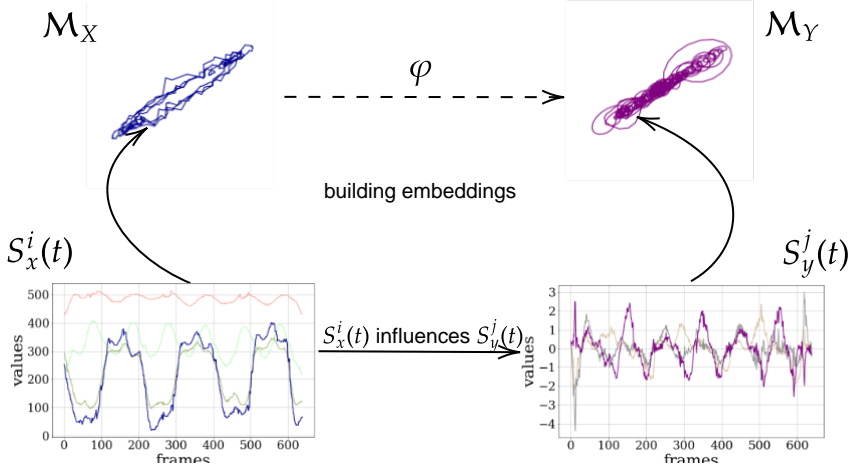 ℳX
ℳY
φ
building embeddings
S_x^i(t)
S_y^j(t)
S_x^i(t) influences S_y^j(t)
500
400
300
200
100
0
values
0 100 200 300 400 500 600
frames
3
2
1
0
−1
−2
−3
−4
values
0 100 200 300 400 500 600
frames